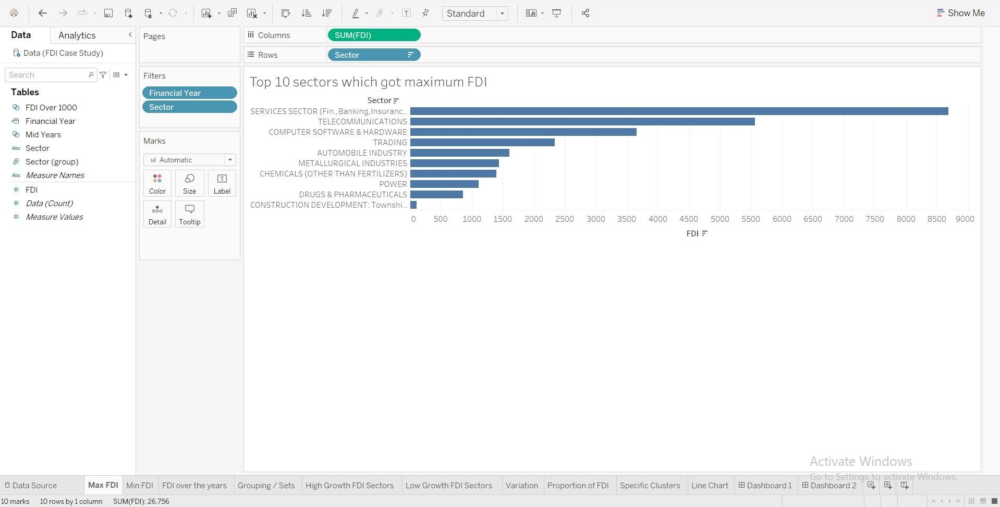 Standard
Show Me
Data
Analytics
Data (FDI Case Study)
Search
Tables
FDI Over 1000
Financial Year
Mid Years
Abc Sector
Sector (group)
Abc Measure Names
# FDI
# Data (Count)
# Measure Values
Pages
Filters
Financial Year
Sector
Marks
Automatic
Color
Size
T
Label
Detail
Tooltip
Columns
SUM(FDI)
Rows
Sector
Top 10 sectors which got maximum FDI
Sector
SERVICES SECTOR (Fin.,Banking,Insuranc..
TELECOMMUNICATIONS
COMPUTER SOFTWARE & HARDWARE
TRADING
AUTOMOBILE INDUSTRY
METALLURGICAL INDUSTRIES
CHEMICALS (OTHER THAN FERTILIZERS)
POWER
DRUGS & PHARMACEUTICALS
CONSTRUCTION DEVELOPMENT: Townshi..
0 500 1000 1500 2000 2500 3000 3500 4000 4500 5000 5500 6000 6500 7000 7500 8000 8500 9000
FDI
Activate Windows
Go to Settings to activate Windows.
Data Source
Max FDI
Min FDI
FDI over the years
Grouping / Sets
High Growth FDI Sectors
Low Growth FDI Sectors
Variation
Proportion of FDI
Specific Clusters
Line Chart
Dashboard 1
Dashboard 2
10 marks
10 rows by 1 column
SUM(FDI): 26,756